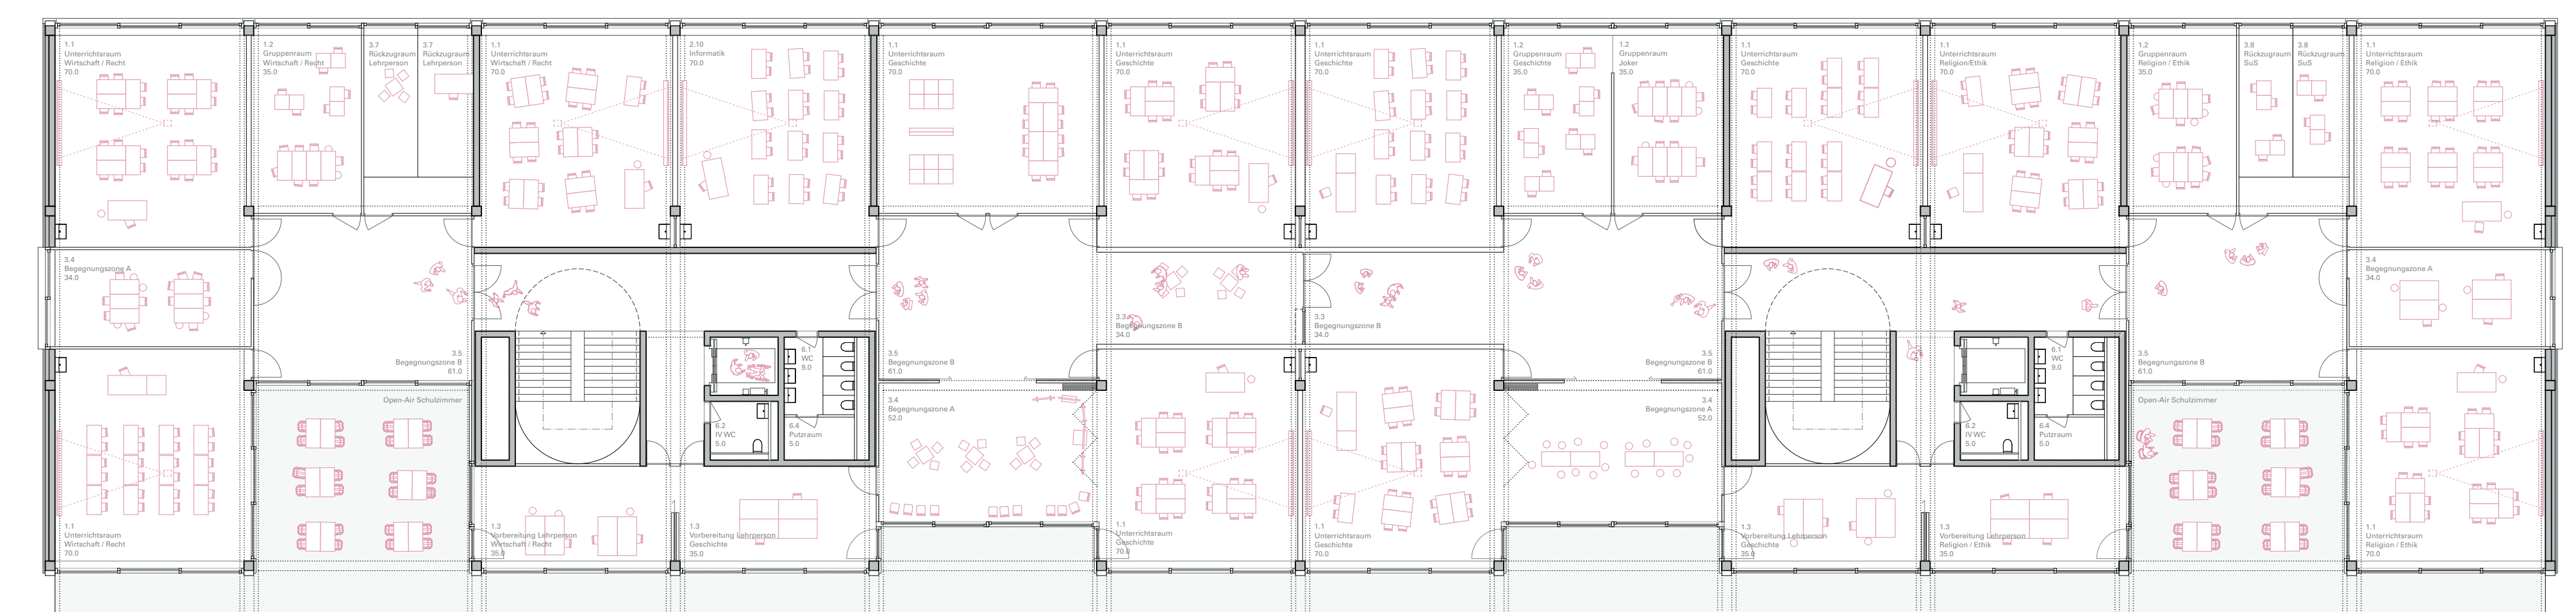 1.1
Unterrichtsraum
Wirtschaft / Recht
70.0
1.2
Gruppenraum
Wirtschaft / Recht
35.0
3.7
Rückzugraum
Lehrperson
3.7
Rückzugraum
Lehrperson
1.1
Unterrichtsraum
Wirtschaft / Recht
70.0
2.10
Informatik
70.0
1.1
Unterrichtsraum
Geschichte
70.0
1.1
Unterrichtsraum
Geschichte
70.0
1.1
Unterrichtsraum
Geschichte
70.0
1.2
Gruppenraum
Geschichte
35.0
1.2
Gruppenraum
Joker
35.0
1.1
Unterrichtsraum
Geschichte
70.0
1.1
Unterrichtsraum
Religion/Ethik
70.0
1.2
Gruppenraum
Religion / Ethik
35.0
3.8
Rückzugraum
SuS
3.8
Rückzugraum
SuS
1.1
Unterrichtsraum
Religion / Ethik
70.0
3.4
Begegnungszone A
34.0
3.5
Begegnungszone B
61.0
6.1
WC
9.0
3.5
Begegnungszone B
61.0
3.3
Begegnungszone B
34.0
3.3
Begegnungszone B
34.0
3.5
Begegnungszone B
61.0
6.1
WC
9.0
3.5
Begegnungszone B
61.0
3.4
Begegnungszone A
34.0
Open-Air Schulzimmer
6.2
IV WC
5.0
6.4
Putzraum
5.0
3.4
Begegnungszone A
52.0
3.4
Begegnungszone A
52.0
6.2
IV WC
5.0
6.4
Putzraum
5.0
Open-Air Schulzimmer
1.1
Unterrichtsraum
Wirtschaft / Recht
70.0
1.3
Vorbereitung Lehrperson
Wirtschaft / Recht
35.0
1.3
Vorbereitung Lehrperson
Geschichte
35.0
1.1
Unterrichtsraum
Geschichte
70.0
1.1
Unterrichtsraum
Geschichte
70.0
1.3
Vorbereitung Lehrperson
Geschichte
35.0
1.3
Vorbereitung Lehrperson
Religion / Ethik
35.0
1.1
Unterrichtsraum
Religion / Ethik
70.0